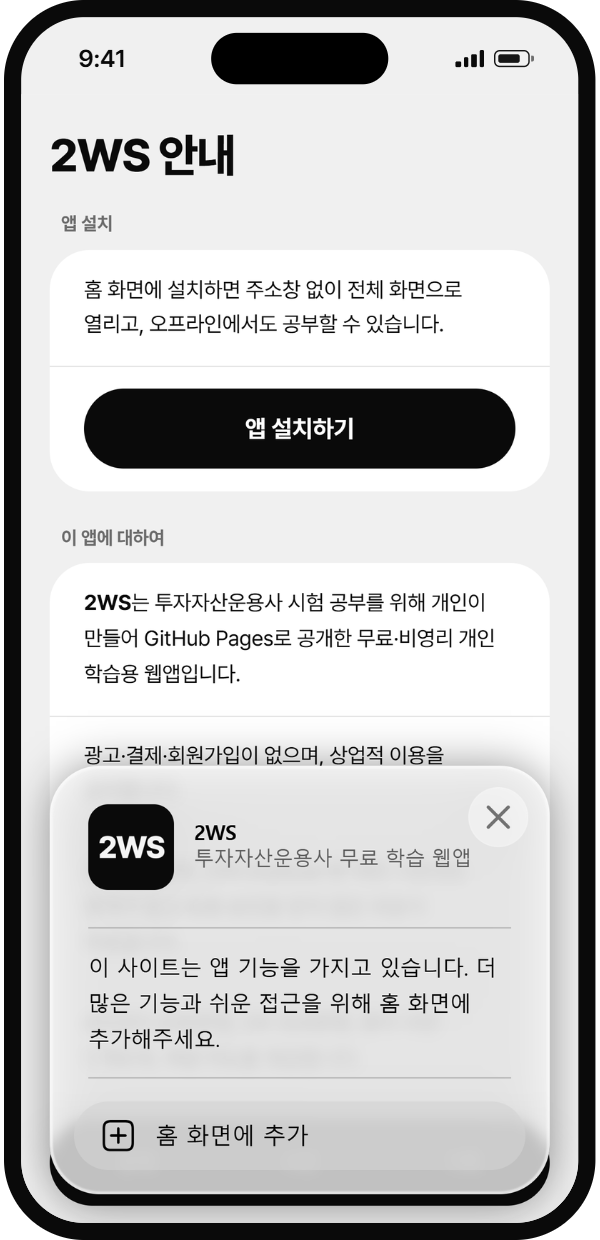 9:41
2WS 안내
앱 설치
홈 화면에 설치하면 주소창 없이 전체 화면으로
열리고, 오프라인에서도 공부할 수 있습니다.
앱 설치하기
이 앱에 대하여
2WS는 투자자산운용사 시험 공부를 위해 개인이
만들어 GitHub Pages로 공개한 무료·비영리 개인
학습용 웹앱입니다.
광고·결제·회원가입이 없으며, 상업적 이용을
2WS
2WS
투자자산운용사 무료 학습 웹앱
이 사이트는 앱 기능을 가지고 있습니다. 더
많은 기능과 쉬운 접근을 위해 홈 화면에
추가해주세요.
홈 화면에 추가